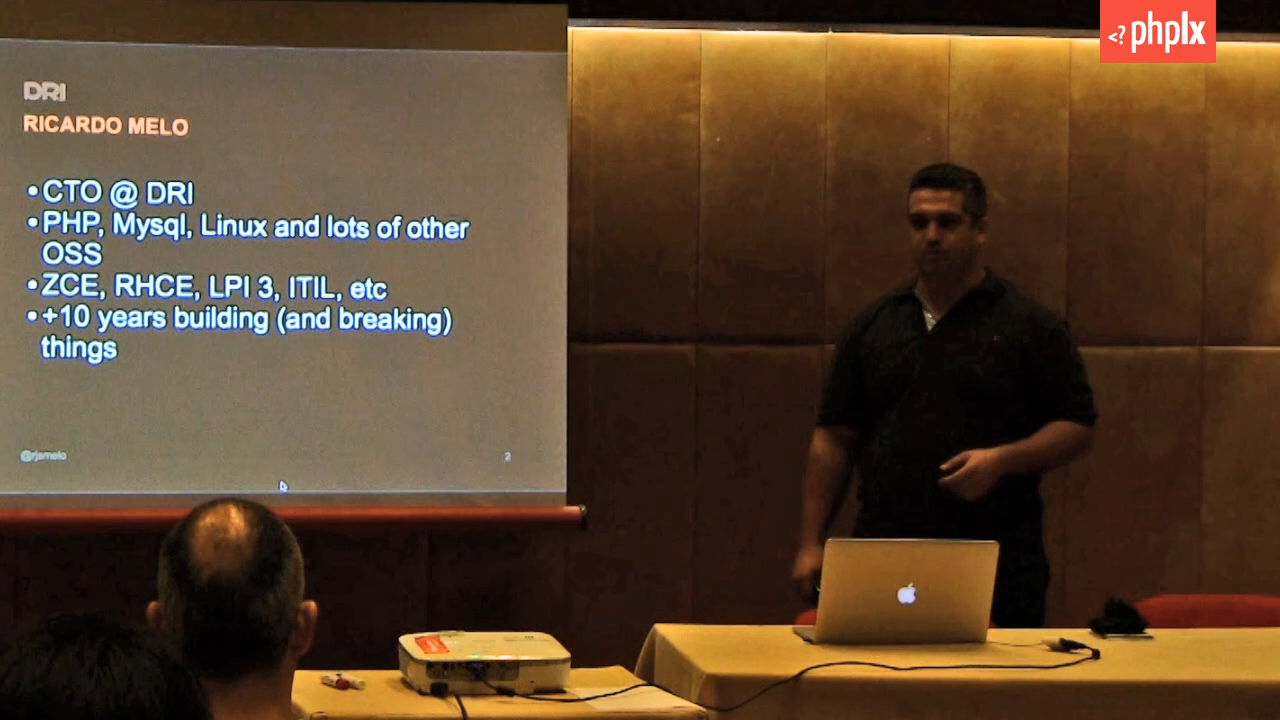 <? phplx
DRI
RICARDO MELO
•CTO @ DRI
•PHP, Mysql, Linux and lots of other
OSS
•ZCE, RHCE, LPI 3, ITIL, etc
•+10 years building (and breaking)
things
@rjsmelo
2